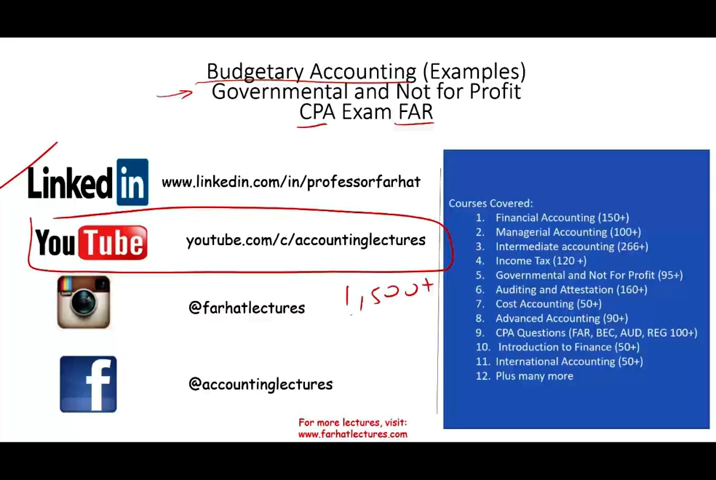 Budgetary Accounting (Examples)
Governmental and Not for Profit
CPA Exam FAR
Linked in
www.linkedin.com/in/professorfarhat
You Tube
youtube.com/c/accountinglectures
1,500+
@farhatlectures
f
@accountinglectures
For more lectures, visit:
www.farhatlectures.com
Courses Covered:
1. Financial Accounting (150+)
2. Managerial Accounting (100+)
3. Intermediate accounting (266+)
4. Income Tax (120 +)
5. Governmental and Not For Profit (95+)
6. Auditing and Attestation (160+)
7. Cost Accounting (50+)
8. Advanced Accounting (90+)
9. CPA Questions (FAR, BEC, AUD, REG 100+)
10. Introduction to Finance (50+)
11. International Accounting (50+)
12. Plus many more